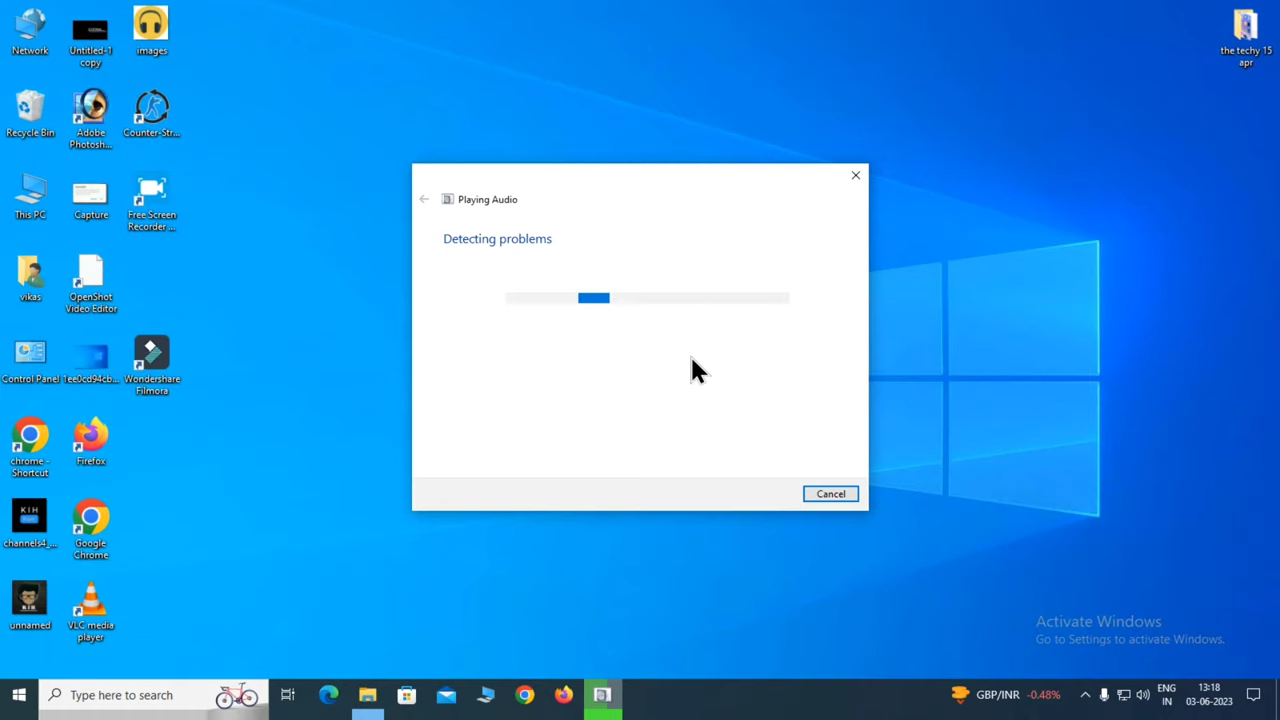 Network
Untitled-1
copy
images
the techy 15
apr
Recycle Bin
Adobe
Photosh...
Counter-Str...
This PC
Capture
Free Screen
Recorder ...
vikas
OpenShot
Video Editor
Control Panel
1ee0cd94cb...
Wondershare
Filmora
chrome -
Shortcut
Firefox
KIH
channels4_...
Google
Chrome
unnamed
VLC media
player
Playing Audio
Detecting problems
Cancel
Activate Windows
Go to Settings to activate Windows.
Type here to search
GBP/INR -0.48%
ENG
IN
13:18
03-06-2023